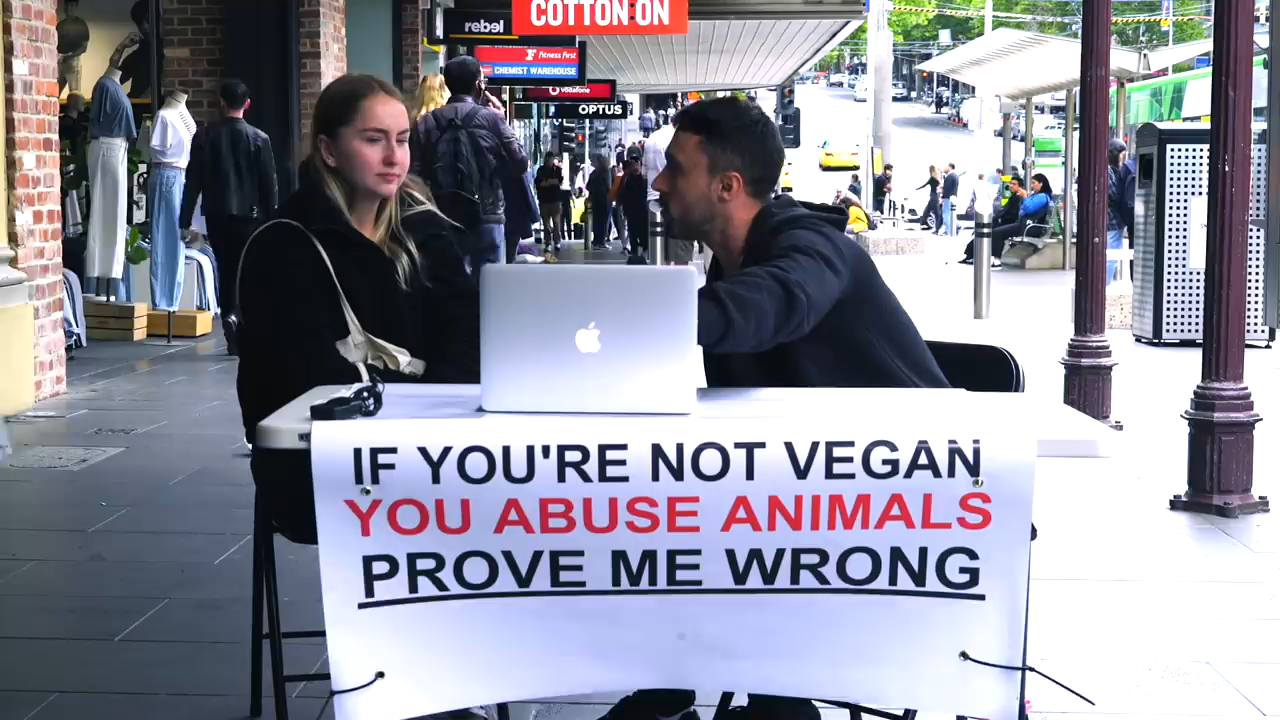 COTTON:ON
rebel
fitness first
CHEMIST WAREHOUSE
vodafone
OPTUS
IF YOU'RE NOT VEGAN
YOU ABUSE ANIMALS
PROVE ME WRONG